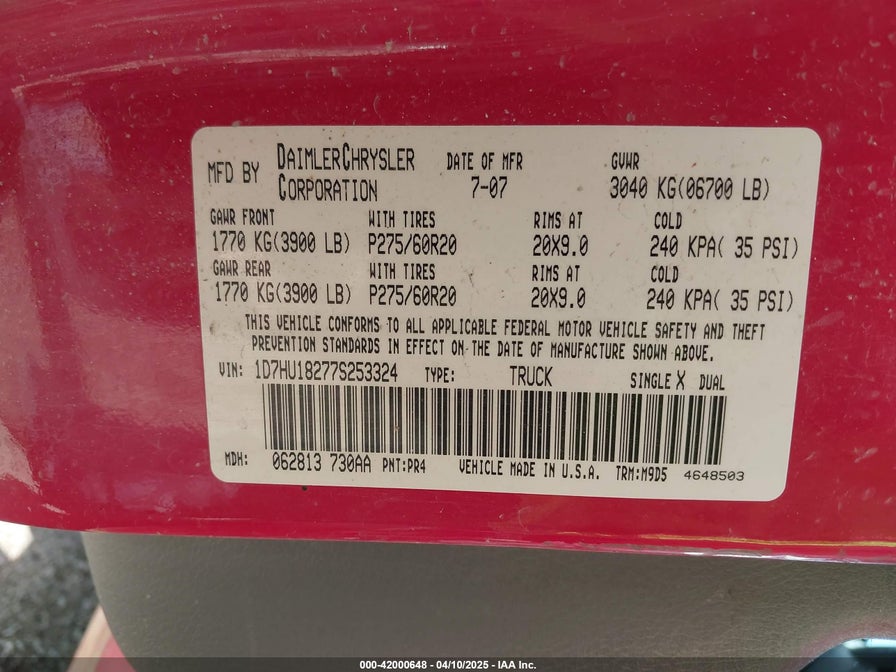 MFD BY DAIMLERCHRYSLER CORPORATION DATE OF MFR 7-07 GVWR 3040 KG(06700 LB)
GAWR FRONT WITH TIRES RIMS AT COLD
1770 KG(3900 LB) P275/60R20 20X9.0 240 KPA( 35 PSI)
GAWR REAR WITH TIRES RIMS AT COLD
1770 KG(3900 LB) P275/60R20 20X9.0 240 KPA( 35 PSI)
THIS VEHICLE CONFORMS TO ALL APPLICABLE FEDERAL MOTOR VEHICLE SAFETY AND THEFT
PREVENTION STANDARDS IN EFFECT ON THE DATE OF MANUFACTURE SHOWN ABOVE.
VIN: 1D7HU18277S253324 TYPE: TRUCK SINGLE X DUAL
MDH: 062813 730AA PNT:PR4 VEHICLE MADE IN U.S.A. TRM:M9D5 4648503
000-42000648 - 04/10/2025 - IAA Inc.